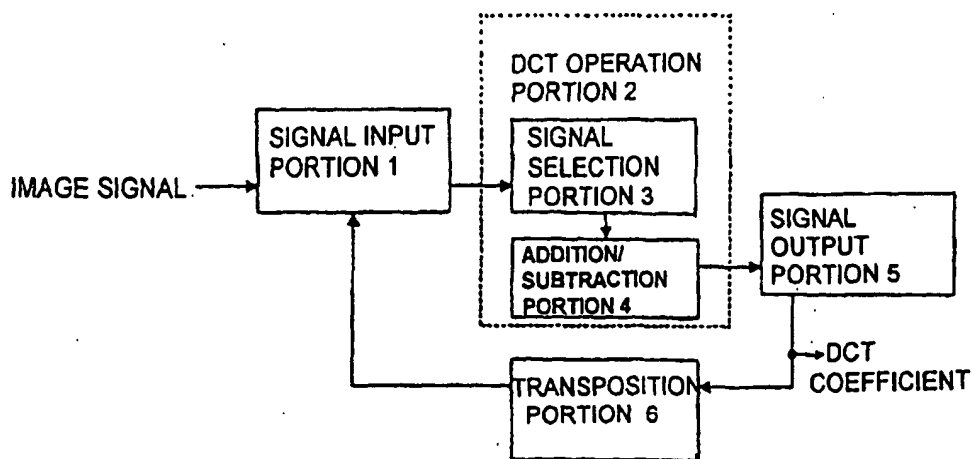 DCT OPERATION
PORTION 2
SIGNAL INPUT
PORTION 1
IMAGE SIGNAL
SIGNAL
SELECTION
PORTION 3
ADDITION/
SUBTRACTION
PORTION 4
SIGNAL
OUTPUT
PORTION 5
DCT
COEFFICIENT
TRANSPOSITION
PORTION 6